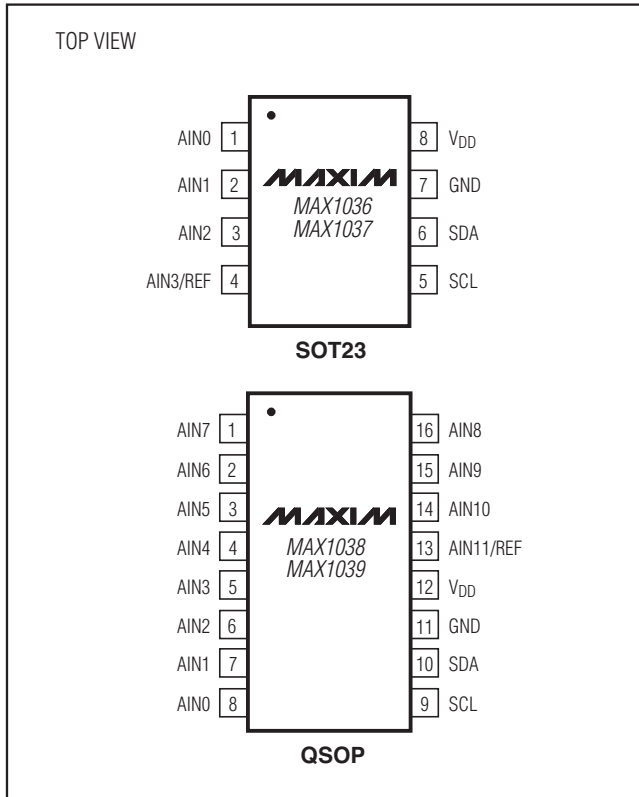 TOP VIEW
AIN0 1 8 VDD
AIN1 2 MAXIM 7 GND
MAX1036
AIN2 3 MAX1037 6 SDA
AIN3/REF 4 5 SCL
SOT23
AIN7 1 16 AIN8
AIN6 2 15 AIN9
AIN5 3 MAXIM 14 AIN10
AIN4 4 MAX1038 13 AIN11/REF
MAX1039
AIN3 5 12 VDD
AIN2 6 11 GND
AIN1 7 10 SDA
AIN0 8 9 SCL
QSOP